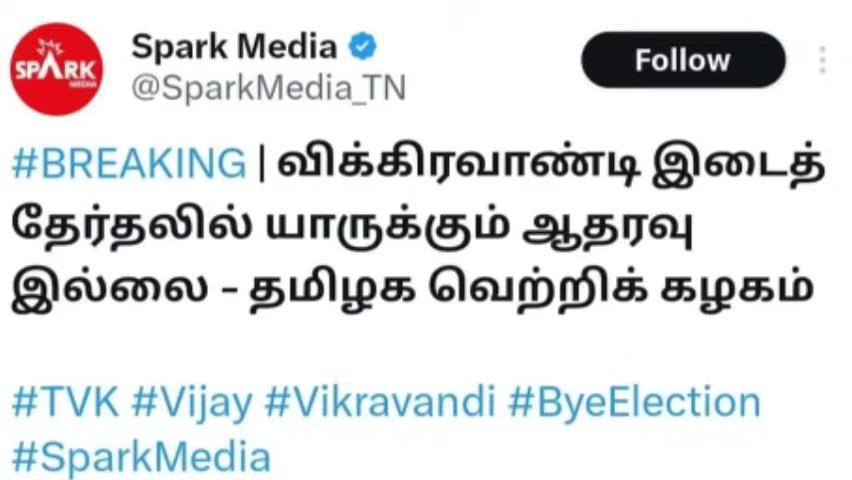 SPARK
MEDIA
Spark Media
@SparkMedia_TN
Follow
#BREAKING | விக்கிரவாண்டி இடைத்
தேர்தலில் யாருக்கும் ஆதரவு
இல்லை - தமிழக வெற்றிக் கழகம்
#TVK #Vijay #Vikravandi #ByeElection
#SparkMedia